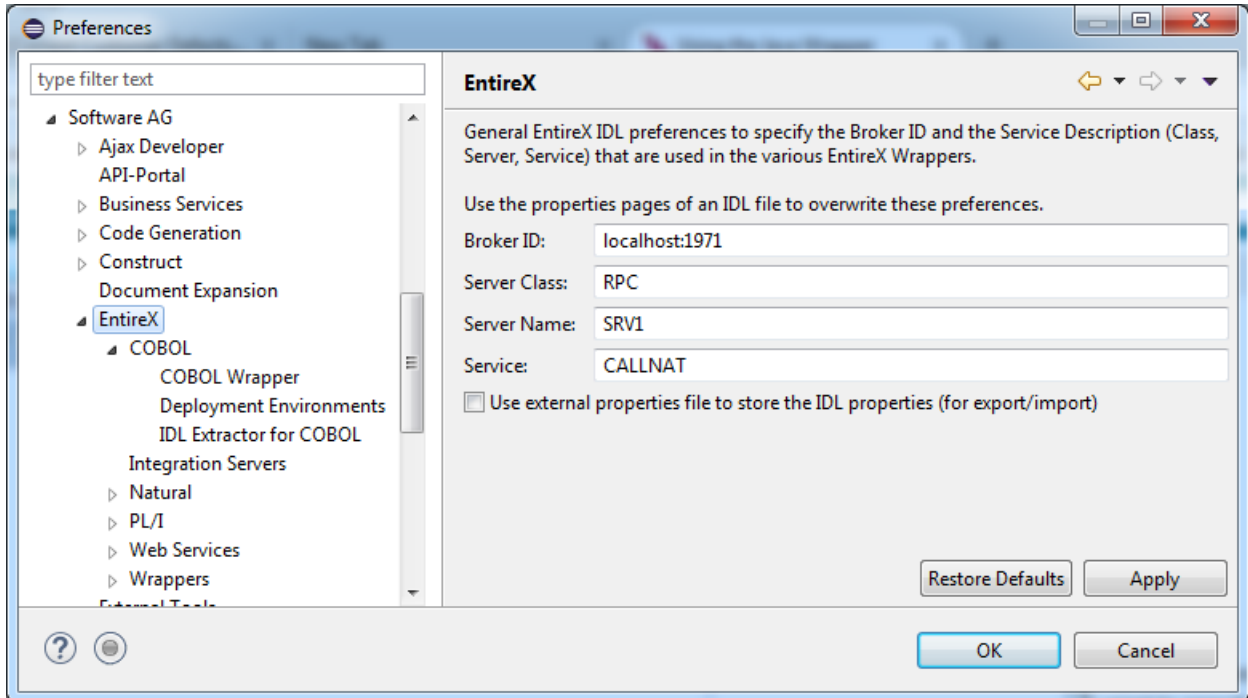 Preferences
type filter text
Software AG
Ajax Developer
API-Portal
Business Services
Code Generation
Construct
Document Expansion
EntireX
COBOL
COBOL Wrapper
Deployment Environments
IDL Extractor for COBOL
Integration Servers
Natural
PL/I
Web Services
Wrappers
External Tools
EntireX
General EntireX IDL preferences to specify the Broker ID and the Service Description (Class,
Server, Service) that are used in the various EntireX Wrappers.
Use the properties pages of an IDL file to overwrite these preferences.
Broker ID: localhost:1971
Server Class: RPC
Server Name: SRV1
Service: CALLNAT
Use external properties file to store the IDL properties (for export/import)
Restore Defaults Apply
OK Cancel